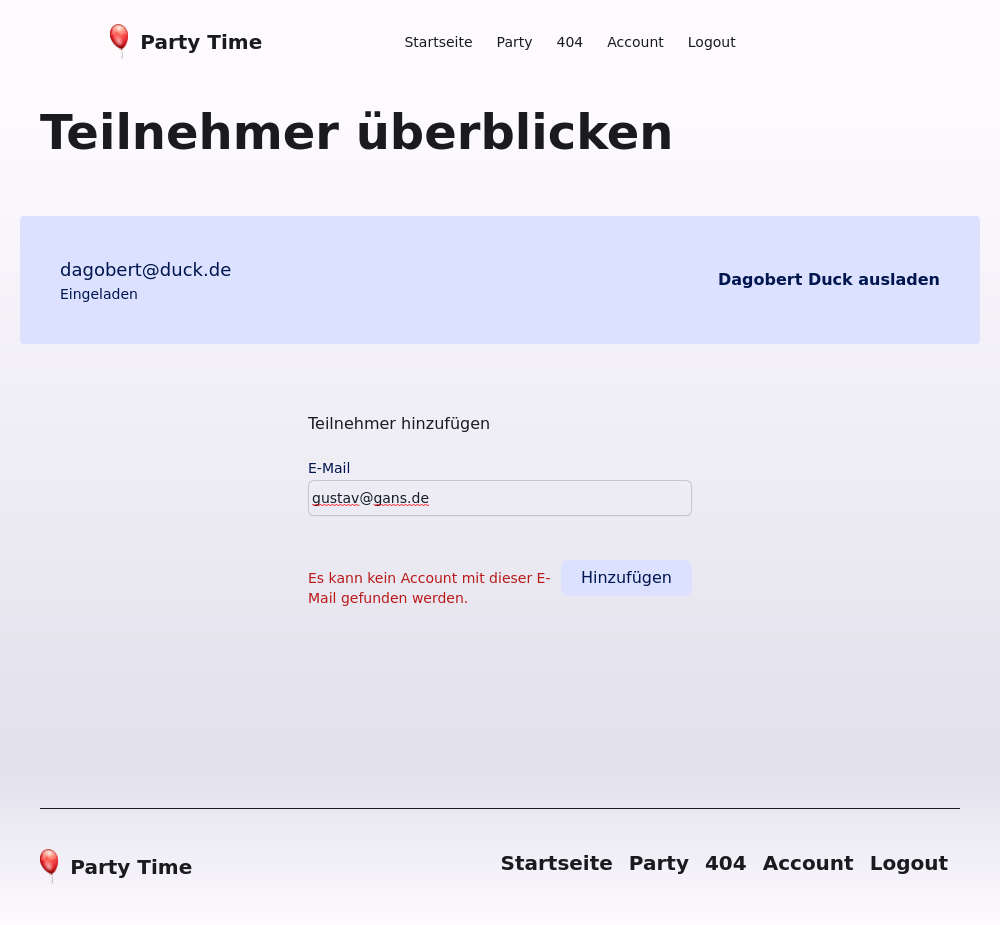 Party Time
Startseite Party 404 Account Logout
Teilnehmer überblicken
dagobert@duck.de
Eingeladen
Dagobert Duck ausladen
Teilnehmer hinzufügen
E-Mail
gustav@gans.de
Es kann kein Account mit dieser E-
Mail gefunden werden.
Hinzufügen
Party Time
Startseite Party 404 Account Logout